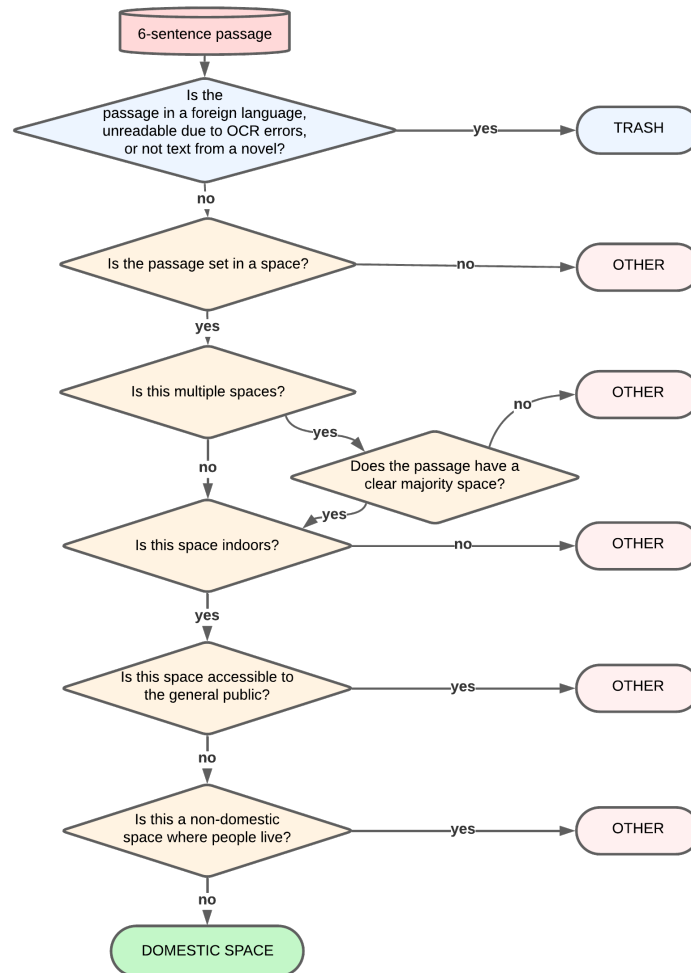 6-sentence passage
Is the
passage in a foreign language,
unreadable due to OCR errors,
or not text from a novel?
yes
TRASH
no
Is the passage set in a space?
no
OTHER
yes
Is this multiple spaces?
yes
no
OTHER
Does the passage have a
clear majority space?
no
yes
Is this space indoors?
no
OTHER
yes
Is this space accessible to
the general public?
yes
OTHER
no
Is this a non-domestic
space where people live?
yes
OTHER
no
DOMESTIC SPACE